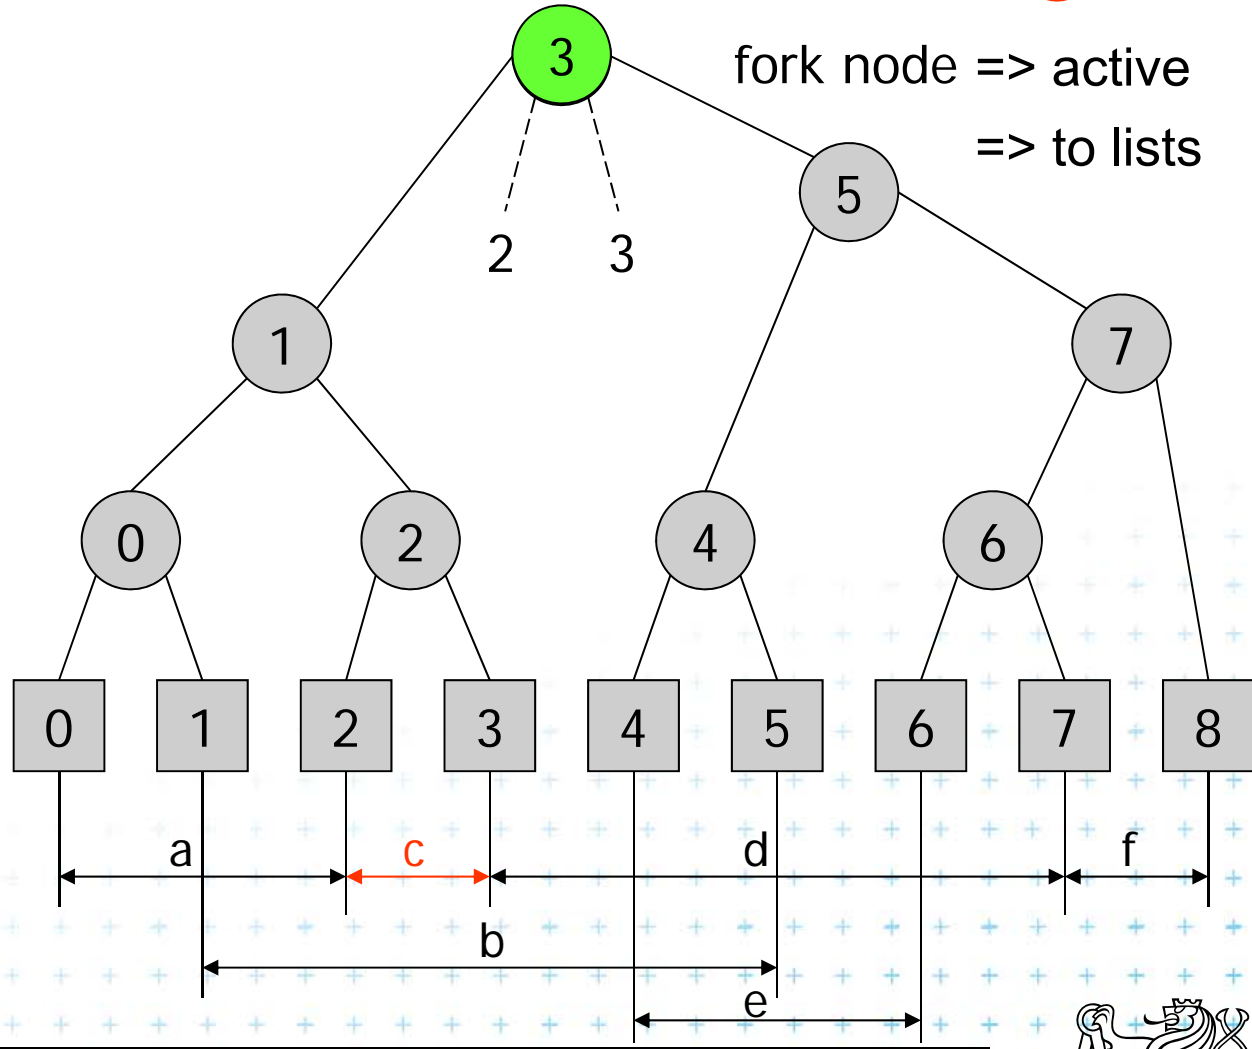 3
fork node => active
=> to lists
5
2 3
1 7
0 2 4 6
0 1 2 3 4 5 6 7 8
a c d f
b
e